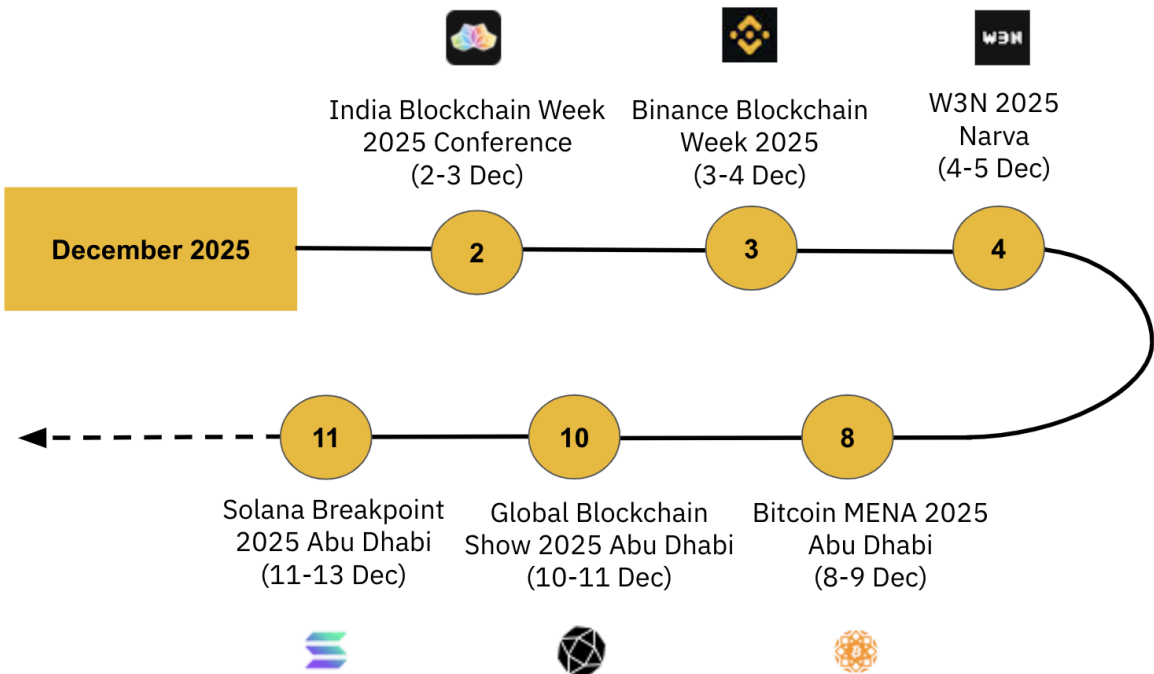 W3N
India Blockchain Week
2025 Conference
(2-3 Dec)
Binance Blockchain
Week 2025
(3-4 Dec)
W3N 2025
Narva
(4-5 Dec)
December 2025
2
3
4
11
10
8
Solana Breakpoint
2025 Abu Dhabi
(11-13 Dec)
Global Blockchain
Show 2025 Abu Dhabi
(10-11 Dec)
Bitcoin MENA 2025
Abu Dhabi
(8-9 Dec)